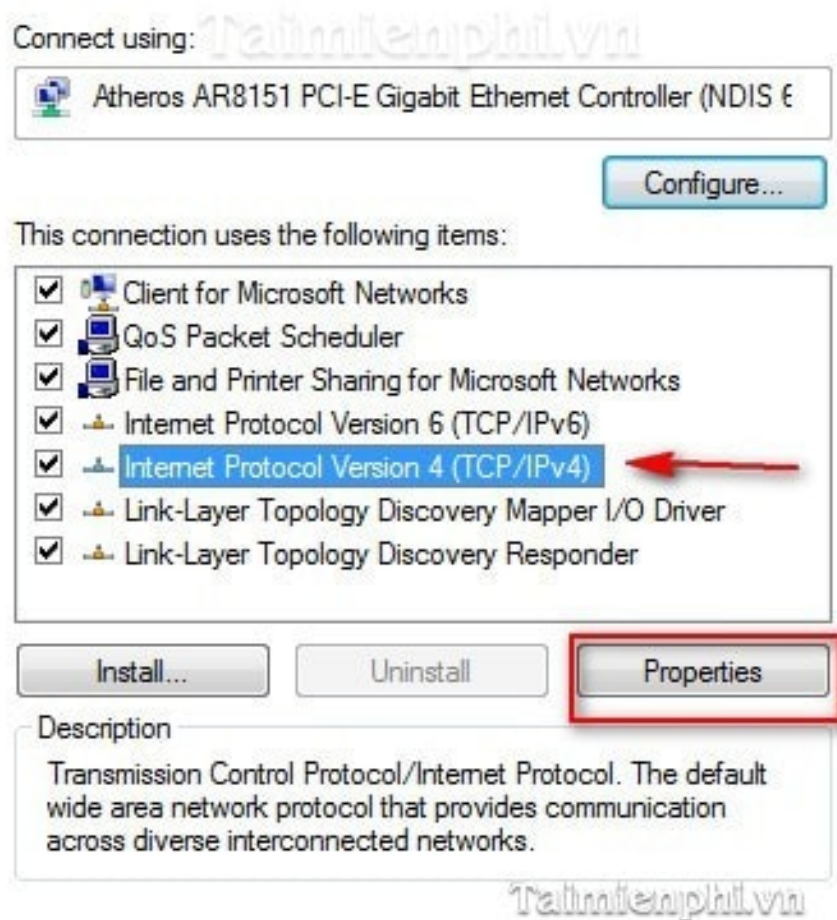 Taimienphi.vn
Connect using:
Atheros AR8151 PCI-E Gigabit Ethernet Controller (NDIS 6
Configure...
This connection uses the following items:
Client for Microsoft Networks
QoS Packet Scheduler
File and Printer Sharing for Microsoft Networks
Internet Protocol Version 6 (TCP/IPv6)
Internet Protocol Version 4 (TCP/IPv4)
Link-Layer Topology Discovery Mapper I/O Driver
Link-Layer Topology Discovery Responder
Install... Uninstall Properties
Description
Transmission Control Protocol/Internet Protocol. The default
wide area network protocol that provides communication
across diverse interconnected networks.
Taimienphi.vn